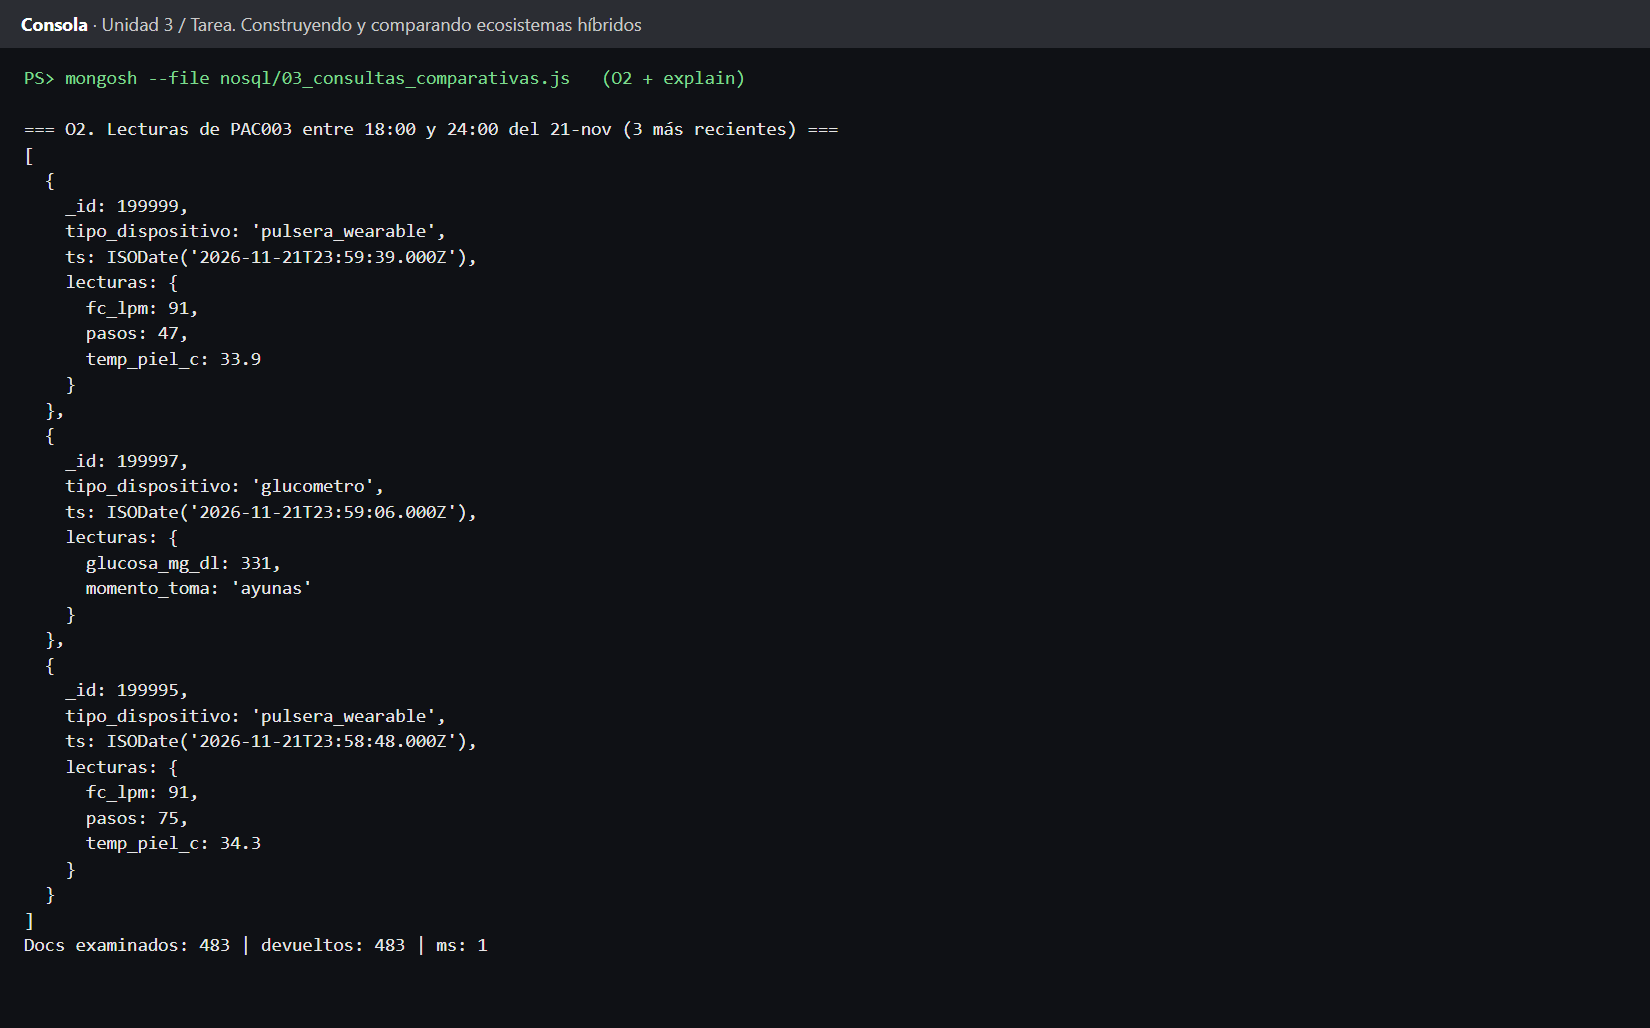 Consola · Unidad 3 / Tarea. Construyendo y comparando ecosistemas híbridos
PS> mongosh --file nosql/03_consultas_comparativas.js   (O2 + explain)
=== O2. Lecturas de PAC003 entre 18:00 y 24:00 del 21-nov (3 más recientes) ===
[
  {
    _id: 199999,
    tipo_dispositivo: 'pulsera_wearable',
    ts: ISODate('2026-11-21T23:59:39.000Z'),
    lecturas: {
      fc_lpm: 91,
      pasos: 47,
      temp_piel_c: 33.9
    }
  },
  {
    _id: 199997,
    tipo_dispositivo: 'glucometro',
    ts: ISODate('2026-11-21T23:59:06.000Z'),
    lecturas: {
      glucosa_mg_dl: 331,
      momento_toma: 'ayunas'
    }
  },
  {
    _id: 199995,
    tipo_dispositivo: 'pulsera_wearable',
    ts: ISODate('2026-11-21T23:58:48.000Z'),
    lecturas: {
      fc_lpm: 91,
      pasos: 75,
      temp_piel_c: 34.3
    }
  }
]
Docs examinados: 483 | devueltos: 483 | ms: 1